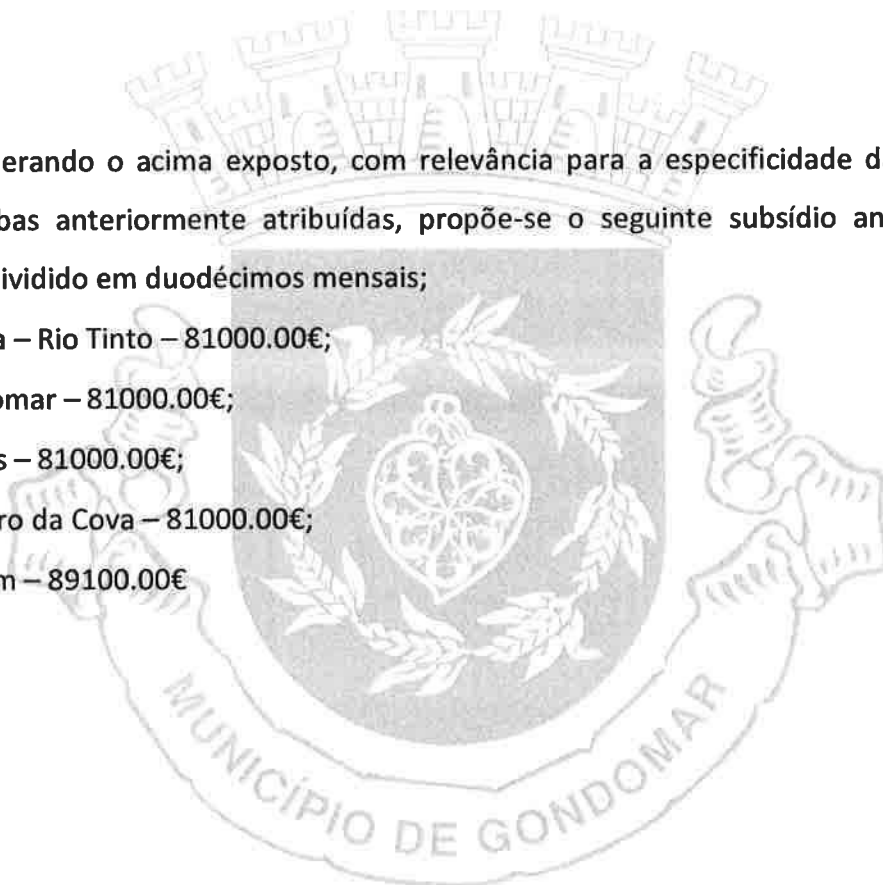 erando o acima exposto, com relevância para a especificidade d
bas anteriormente atribuídas, propõe-se o seguinte subsídio an
ividido em duodécimos mensais;
a – Rio Tinto – 81000.00€;
omar – 81000.00€;
s – 81000.00€;
ro da Cova – 81000.00€;
m – 89100.00€
MUNICÍPIO DE GONDOMAR